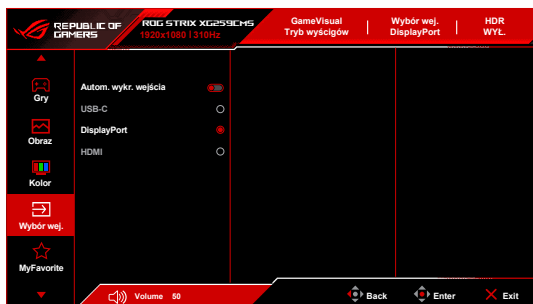 REPUBLIC OF
GAMERS
ROG STRIX XG259CMS
1920x1080 | 310Hz
GameVisual
Tryb wyścigów
Wybór wej.
DisplayPort
HDR
WYŁ.
Gry
Obraz
Kolor
Wybór wej.
MyFavorite
Autom. wykr. wejścia
USB-C
DisplayPort
HDMI
Volume 50
Back
Enter
Exit